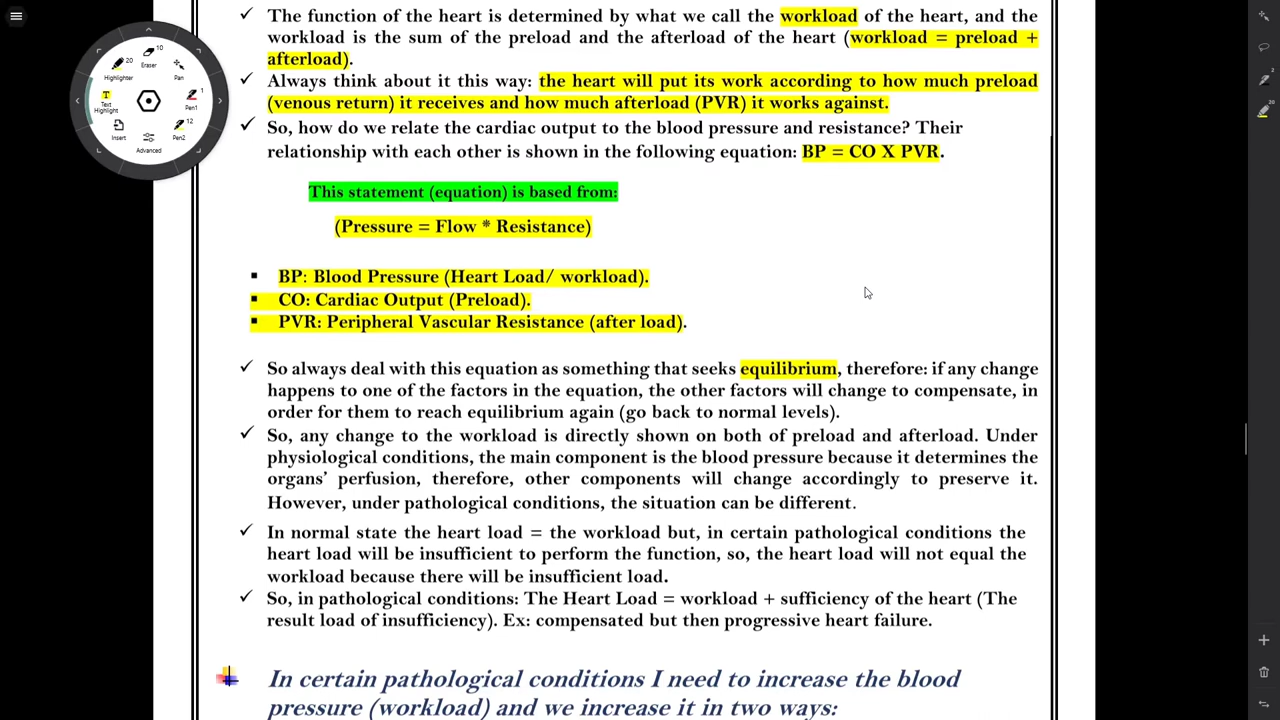 The function of the heart is determined by what we call the workload of the heart, and the
workload is the sum of the preload and the afterload of the heart (workload = preload +
afterload).
Always think about it this way: the heart will put its work according to how much preload
(venous return) it receives and how much afterload (PVR) it works against.
So, how do we relate the cardiac output to the blood pressure and resistance? Their
relationship with each other is shown in the following equation: BP = CO X PVR.
This statement (equation) is based from:
(Pressure = Flow * Resistance)
BP: Blood Pressure (Heart Load/ workload).
CO: Cardiac Output (Preload).
PVR: Peripheral Vascular Resistance (after load).
So always deal with this equation as something that seeks equilibrium, therefore: if any change
happens to one of the factors in the equation, the other factors will change to compensate, in
order for them to reach equilibrium again (go back to normal levels).
So, any change to the workload is directly shown on both of preload and afterload. Under
physiological conditions, the main component is the blood pressure because it determines the
organs' perfusion, therefore, other components will change accordingly to preserve it.
However, under pathological conditions, the situation can be different.
In normal state the heart load = the workload but, in certain pathological conditions the
heart load will be insufficient to perform the function, so, the heart load will not equal the
workload because there will be insufficient load.
So, in pathological conditions: The Heart Load = workload + sufficiency of the heart (The
result load of insufficiency). Ex: compensated but then progressive heart failure.
In certain pathological conditions I need to increase the blood
pressure (workload) and we increase it in two ways:
10
Eraser
20
Highlighter
Pan
Text
Highlight
1
Pen1
Insert
12
Pen2
Advanced